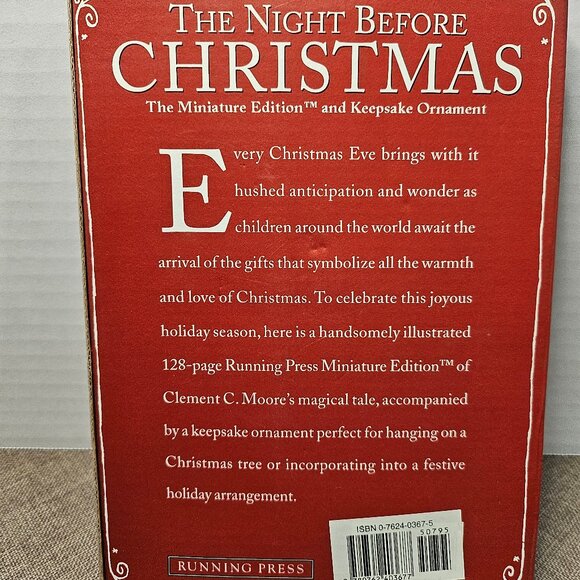 THE NIGHT BEFORE
CHRISTMAS
The Miniature Edition™ and Keepsake Ornament
Every Christmas Eve brings with it
hushed anticipation and wonder as
children around the world await the
arrival of the gifts that symbolize all the warmth
and love of Christmas. To celebrate this joyous
holiday season, here is a handsomely illustrated
128-page Running Press Miniature Edition™ of
Clement C. Moore's magical tale, accompanied
by a keepsake ornament perfect for hanging on a
Christmas tree or incorporating into a festive
holiday arrangement.
ISBN 0-7624-0367-5
50795
RUNNING PRESS